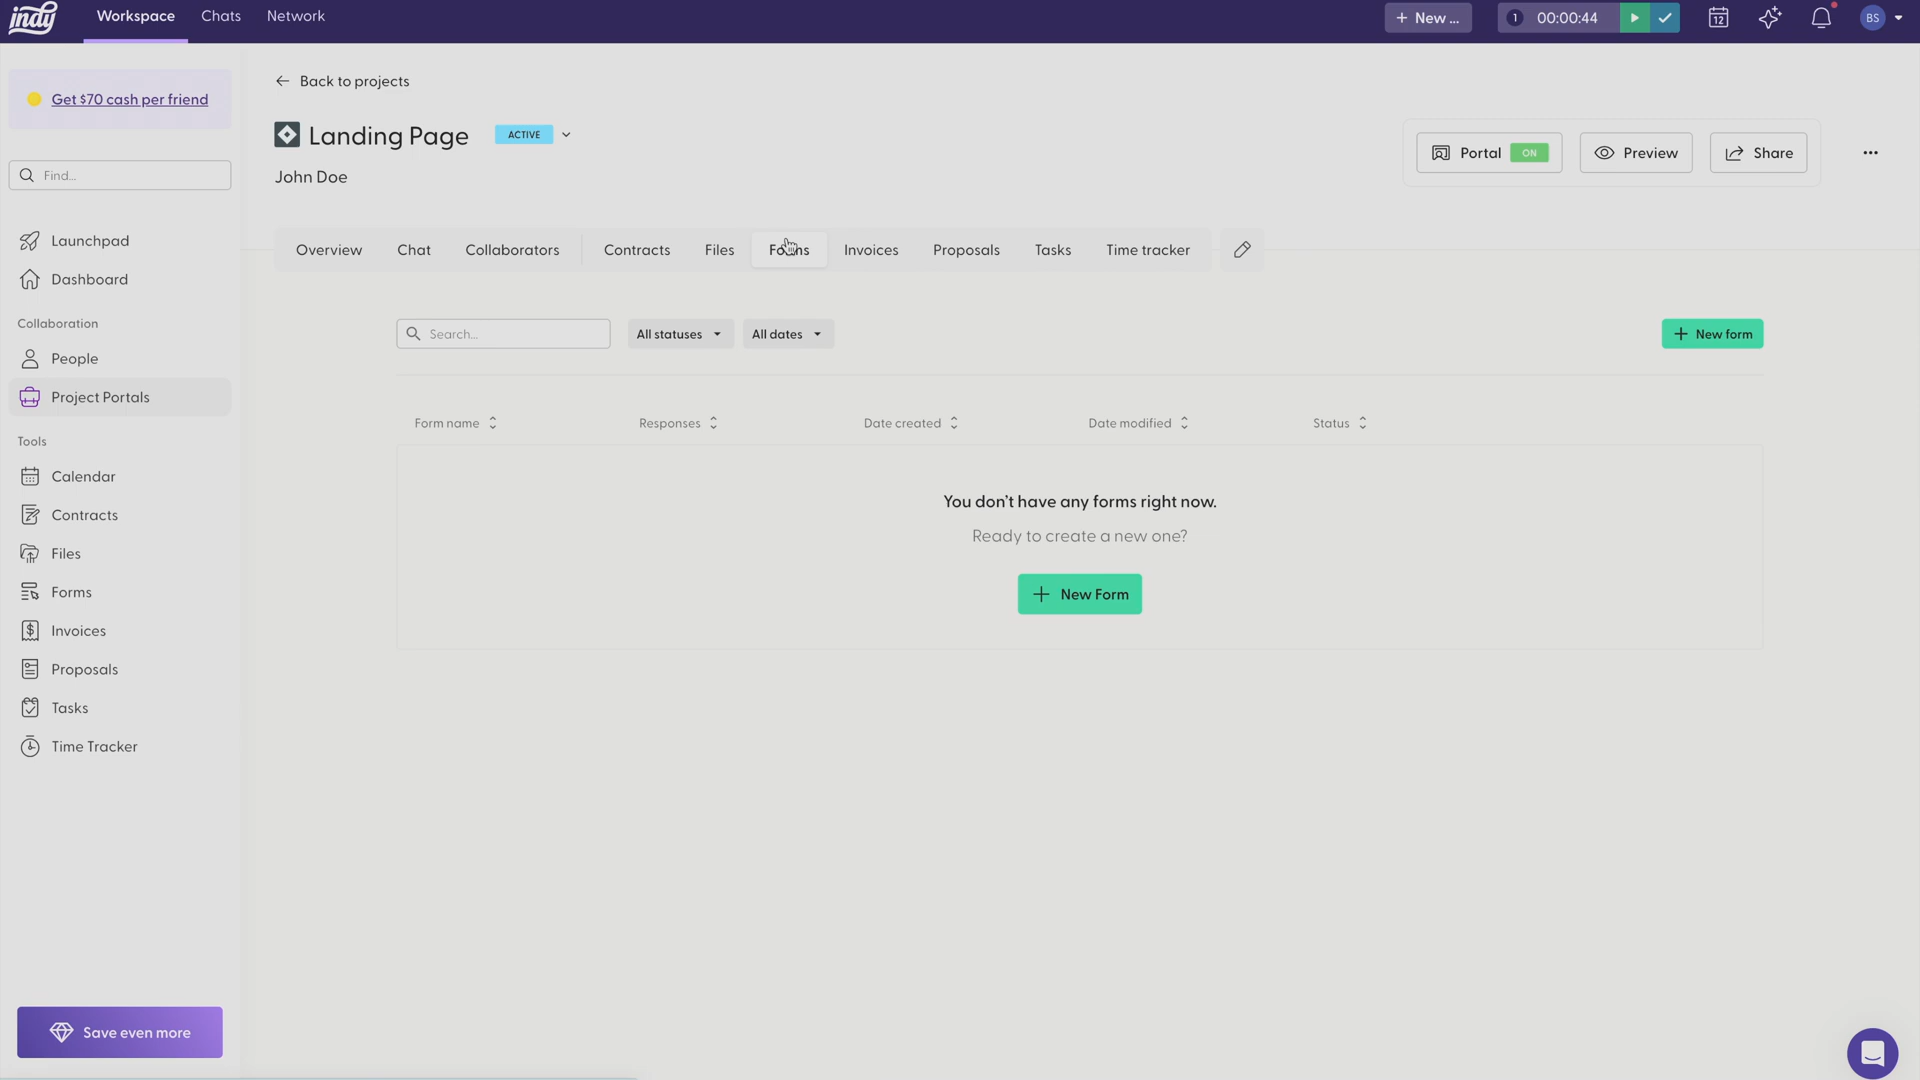 indy
Workspace
Chats
Network
+ New ...
1
00:00:44
12
BS
Get $70 cash per friend
Find...
Launchpad
Dashboard
Collaboration
People
Project Portals
Tools
Calendar
Contracts
Files
Forms
Invoices
Proposals
Tasks
Time Tracker
Save even more
Back to projects
Landing Page
ACTIVE
John Doe
Portal
ON
Preview
Share
Overview
Chat
Collaborators
Contracts
Files
Forms
Invoices
Proposals
Tasks
Time tracker
Search...
All statuses
All dates
+ New form
Form name
Responses
Date created
Date modified
Status
You don't have any forms right now.
Ready to create a new one?
+ New Form